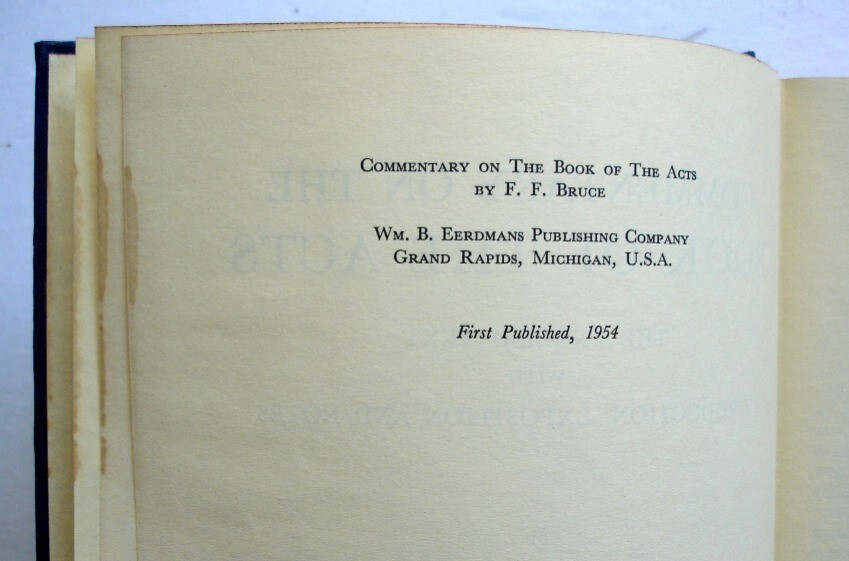 Commentary on The Book of The Acts
by F. F. Bruce
Wm. B. Eerdmans Publishing Company
Grand Rapids, Michigan, U.S.A.
First Published, 1954